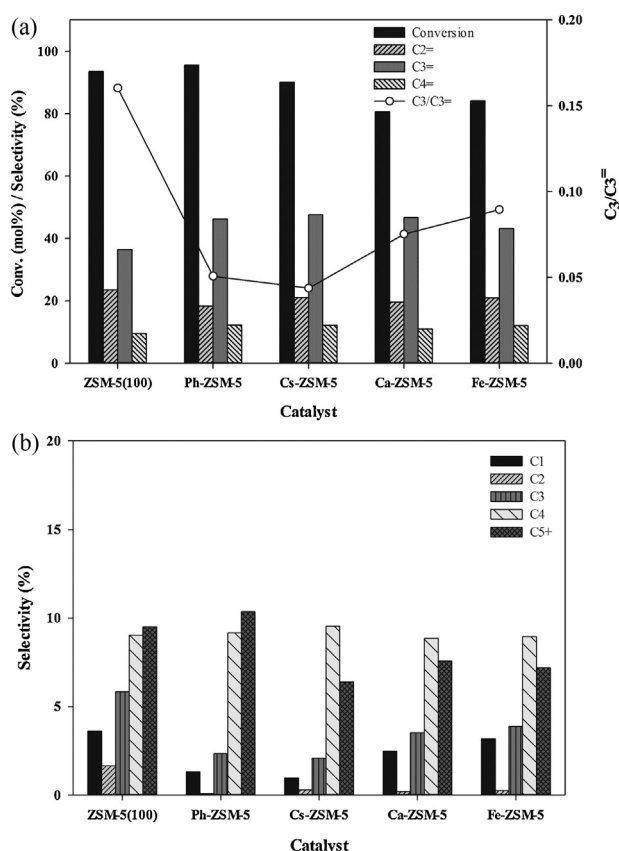 (a)
Conversion
C2=
C3=
C4=
C3/C3=
Conv. (mol%) / Selectivity (%)
100
80
60
40
20
0
0.20
0.15
0.10
0.05
0.00
C3/C3=
ZSM-5(100) Ph-ZSM-5 Cs-ZSM-5 Ca-ZSM-5 Fe-ZSM-5
Catalyst
(b)
C1
C2
C3
C4
C5+
Selectivity (%)
20
15
10
5
0
ZSM-5(100) Ph-ZSM-5 Cs-ZSM-5 Ca-ZSM-5 Fe-ZSM-5
Catalyst